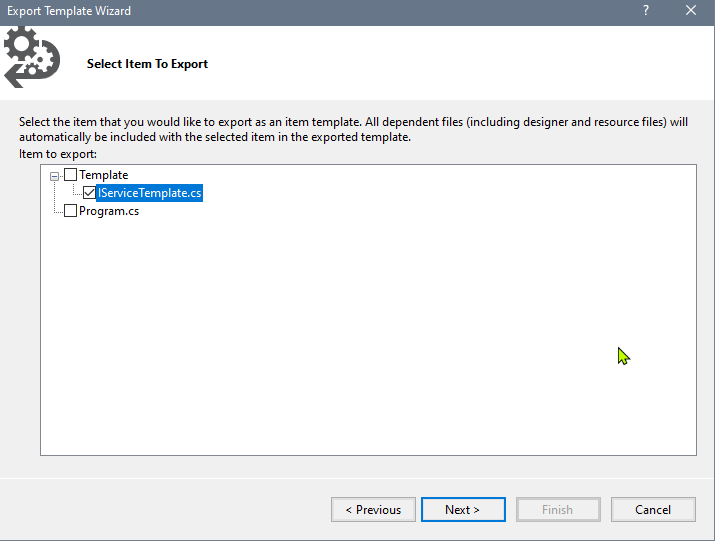 Export Template Wizard
?
Select Item To Export
Select the item that you would like to export as an item template. All dependent files (including designer and resource files) will
automatically be included with the selected item in the exported template.
Item to export:
Template
IServiceTemplate.cs
Program.cs
< Previous
Next >
Finish
Cancel